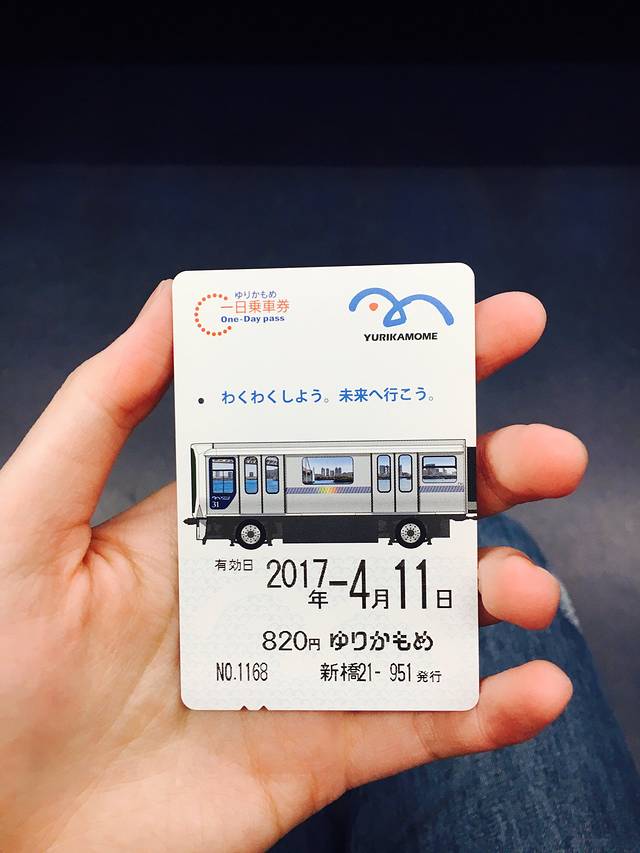 ゆりかもめ
一日乗車券
One-Day pass
YURIKAMOME
わくわくしよう。未来へ行こう。
31
有効日 2017年-4月11日
820円 ゆりかもめ
NO.1168 新橋21- 951発行